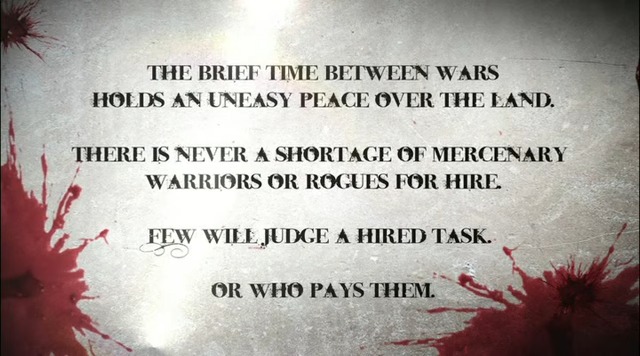 THE BRIEF TIME BETWEEN WARS
HOLDS AN UNEASY PEACE OVER THE LAND.
THERE IS NEVER A SHORTAGE OF MERCENARY
WARRIORS OR ROGUES FOR HIRE.
FEW WILL JUDGE A HIRED TASK.
OR WHO PAYS THEM.